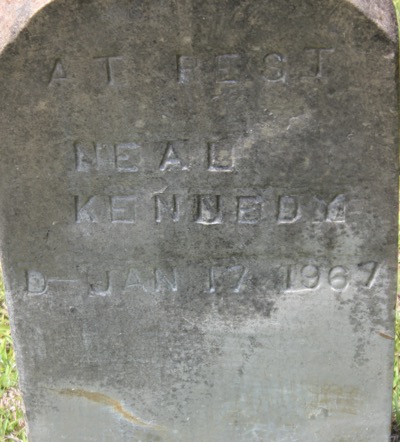 AT REST
NEAL
KENNEDY
D-JAN 17 1967